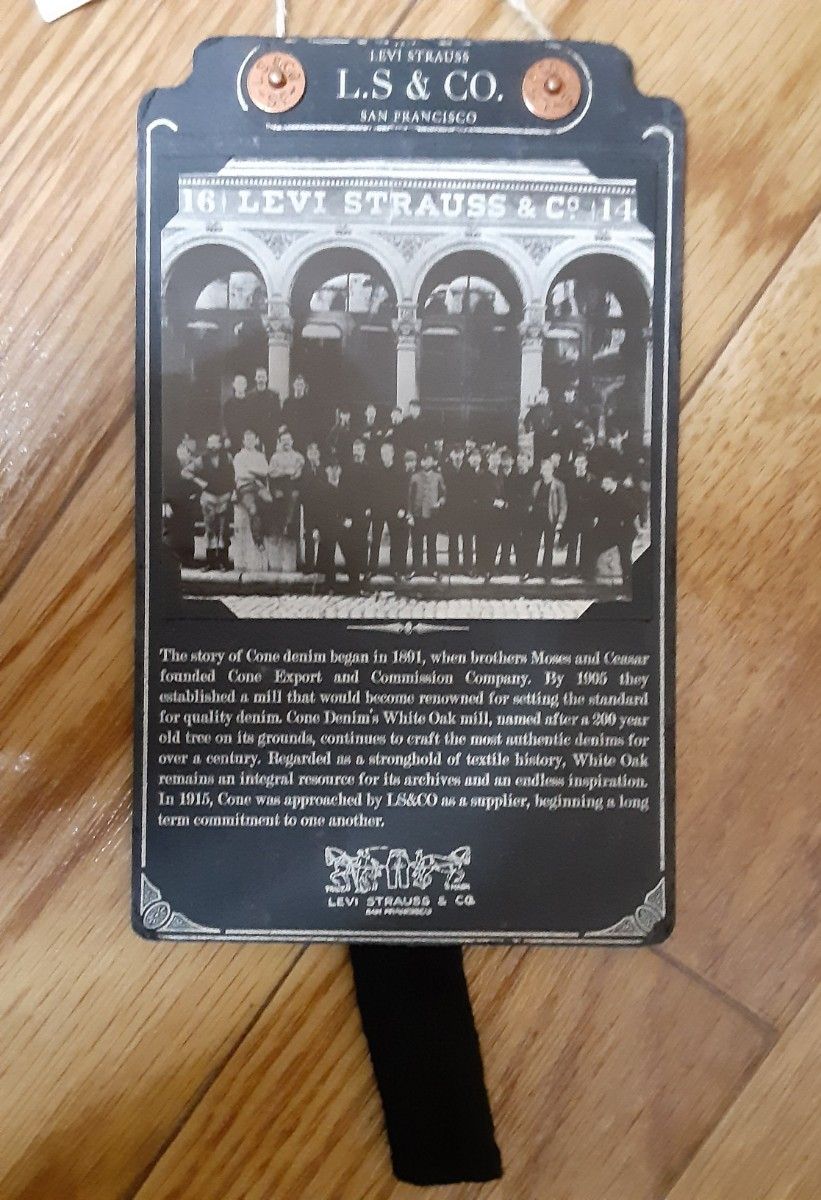 LEVI STRAUSS
L.S & CO.
SAN FRANCISCO
16 LEVI STRAUSS & Co 14
The story of Cone denim began in 1891, when brothers Moses and Ceasar
founded Cone Export and Commission Company. By 1905 they
established a mill that would become renowned for setting the standard
for quality denim. Cone Denim's White Oak mill, named after a 200 year
old tree on its grounds, continues to craft the most authentic denims for
over a century. Regarded as a stronghold of textile history, White Oak
remains an integral resource for its archives and an endless inspiration.
In 1915, Cone was approached by LS&CO as a supplier, beginning a long
term commitment to one another.
LEVI STRAUSS & CO.
SAN FRANCISCO